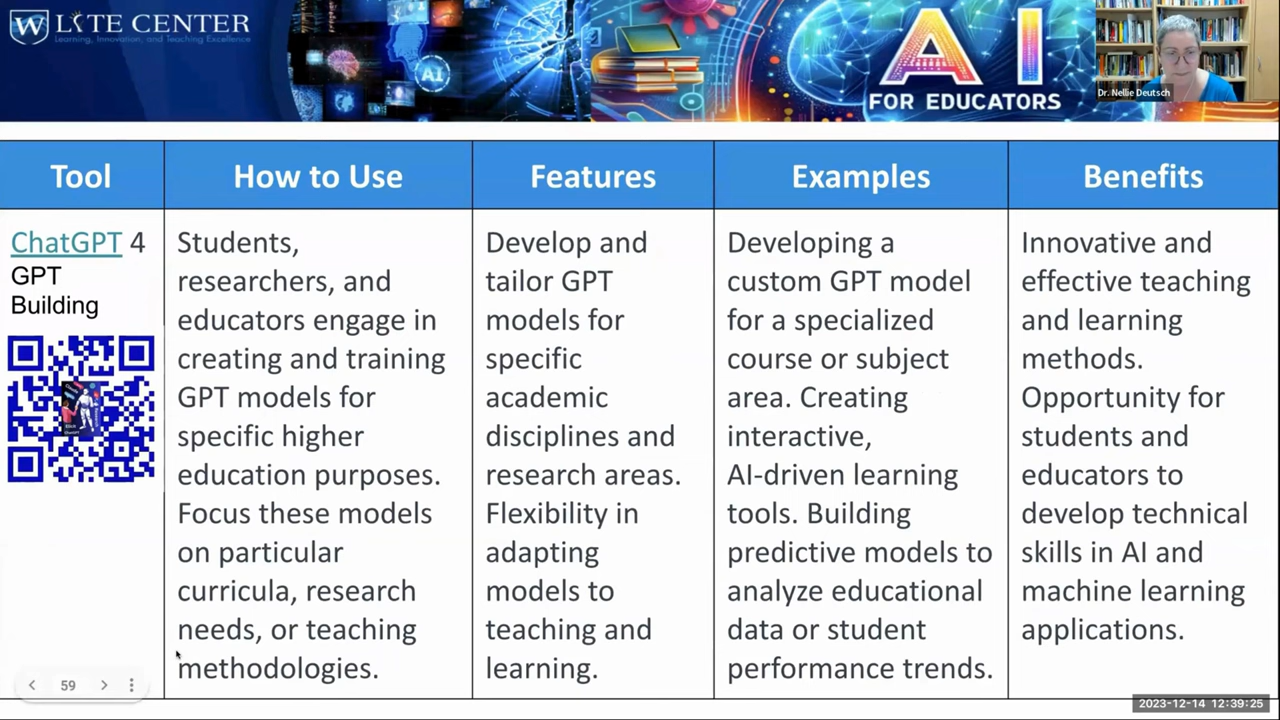 W LITE CENTER
Learning, Innovation, and Teaching Excellence
AI
AI
FOR EDUCATORS
Dr. Nellie Deutsch
Tool
How to Use
Features
Examples
Benefits
ChatGPT 4
GPT
Building
Students,
researchers, and
educators engage in
creating and training
GPT models for
specific higher
education purposes.
Focus these models
on particular
curricula, research
needs, or teaching
methodologies.
Develop and
tailor GPT
models for
specific
academic
disciplines and
research areas.
Flexibility in
adapting
models to
teaching and
learning.
Developing a
custom GPT model
for a specialized
course or subject
area. Creating
interactive,
AI-driven learning
tools. Building
predictive models to
analyze educational
data or student
performance trends.
Innovative and
effective teaching
and learning
methods.
Opportunity for
students and
educators to
develop technical
skills in AI and
machine learning
applications.
59
2023-12-14 12:39:25